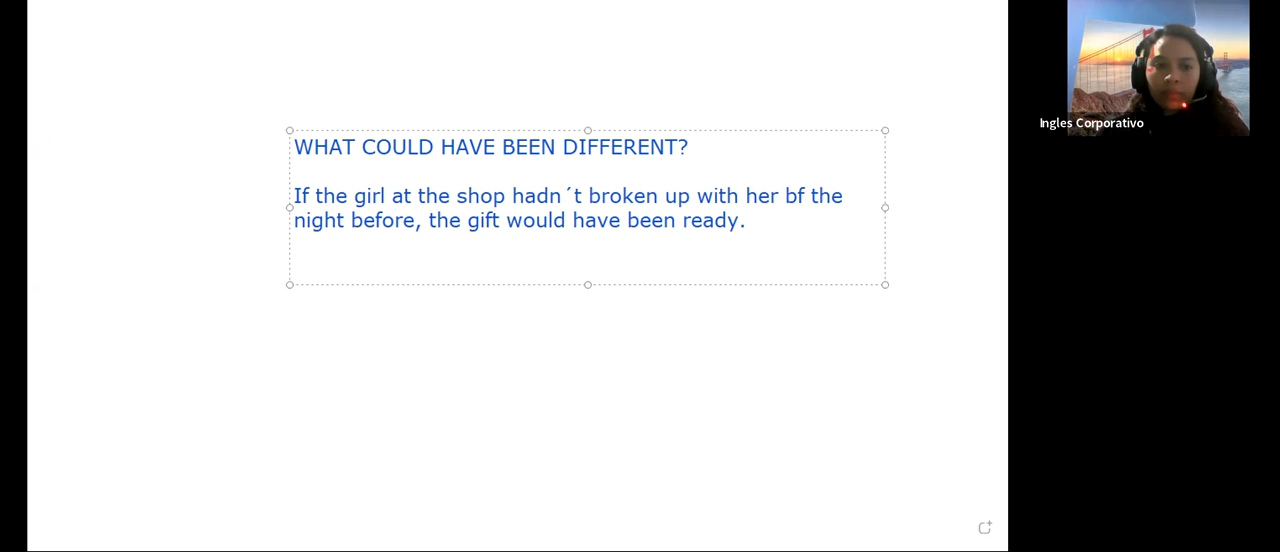 WHAT COULD HAVE BEEN DIFFERENT?
If the girl at the shop hadn´t broken up with her bf the
night before, the gift would have been ready.
Ingles Corporativo